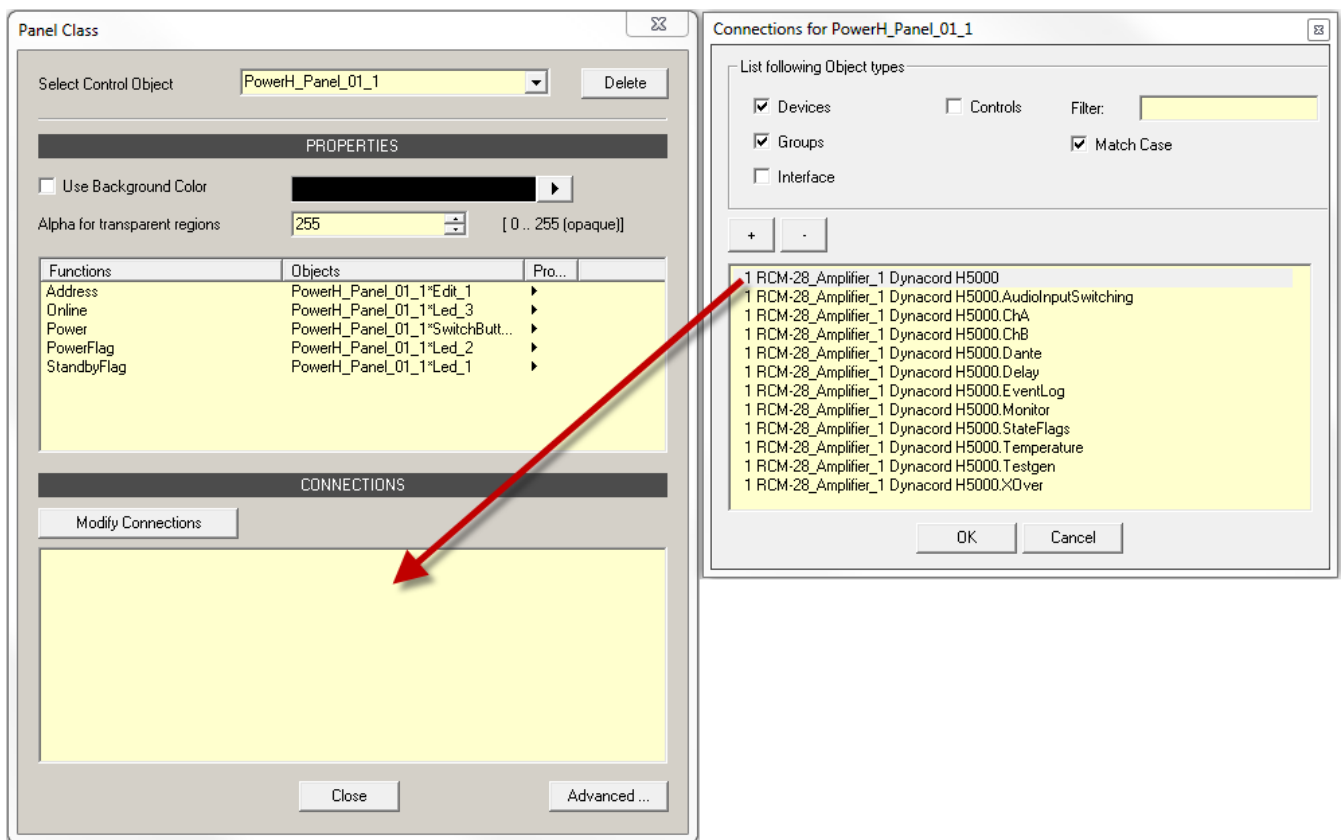 Panel Class
Select Control Object PowerH_Panel_01_1 Delete
PROPERTIES
Use Background Color
Alpha for transparent regions 255 [ 0 .. 255 (opaque)]
Functions Objects Pro...
Address PowerH_Panel_01_1*Edit_1
Online PowerH_Panel_01_1*Led_3
Power PowerH_Panel_01_1*SwitchButt...
PowerFlag PowerH_Panel_01_1*Led_2
StandbyFlag PowerH_Panel_01_1*Led_1
CONNECTIONS
Modify Connections
Close Advanced ...
Connections for PowerH_Panel_01_1
List following Object types
Devices Controls Filter:
Groups Match Case
Interface
+ -
1 RCM-28_Amplifier_1 Dynacord H5000
1 RCM-28_Amplifier_1 Dynacord H5000.AudioInputSwitching
1 RCM-28_Amplifier_1 Dynacord H5000.ChA
1 RCM-28_Amplifier_1 Dynacord H5000.ChB
1 RCM-28_Amplifier_1 Dynacord H5000.Dante
1 RCM-28_Amplifier_1 Dynacord H5000.Delay
1 RCM-28_Amplifier_1 Dynacord H5000.EventLog
1 RCM-28_Amplifier_1 Dynacord H5000.Monitor
1 RCM-28_Amplifier_1 Dynacord H5000.StateFlags
1 RCM-28_Amplifier_1 Dynacord H5000.Temperature
1 RCM-28_Amplifier_1 Dynacord H5000.Testgen
1 RCM-28_Amplifier_1 Dynacord H5000.XOver
OK Cancel